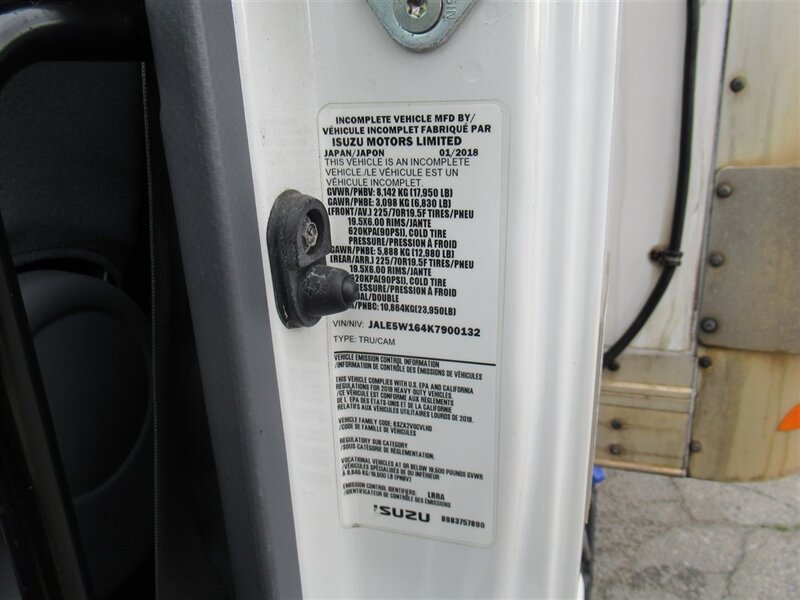 NIS
INCOMPLETE VEHICLE MFD BY/
VÉHICULE INCOMPLET FABRIQUÉ PAR
ISUZU MOTORS LIMITED
JAPAN/JAPON 01/2018
THIS VEHICLE IS AN INCOMPLETE
VEHICLE./LE VÉHICULE EST UN
VÉHICULE INCOMPLET.
GVWR/PNBV: 8,142 KG (17,950 LB)
GAWR/PNBE: 3,098 KG (6,830 LB)
(FRONT/AV.) 225/70R19.5F TIRES/PNEU
19.5X6.00 RIMS/JANTE
620KPA(90PSI), COLD TIRE
PRESSURE/PRESSION À FROID
GAWR/PNBE: 5,888 KG (12,980 LB)
(REAR/ARR.) 225/70R19.5F TIRES/PNEU
19.5X6.00 RIMS/JANTE
620KPA(90PSI), COLD TIRE
PRESSURE/PRESSION À FROID
DUAL/DOUBLE
/PNBC: 10,864KG(23,950LB)
VIN/NIV: JALE5W164K7900132
TYPE: TRU/CAM
VEHICLE EMISSION CONTROL INFORMATION
/INFORMATION DE CONTRÔLE DES ÉMISSIONS DE VÉHICULES
THIS VEHICLE COMPLIES WITH U.S. EPA AND CALIFORNIA
REGULATIONS FOR 2019 HEAVY-DUTY VEHICLES.
/CE VÉHICULE EST CONFORME AUX RÈGLEMENTS
DE L' EPA DES ÉTATS-UNIS ET DE LA CALIFORNIE
RELATIFS AUX VÉHICULES UTILITAIRES LOURDS DE 2019.
VEHICLE FAMILY CODE: KSZX2VOCVLHD
/CODE DE FAMILLE DE VÉHICULES
REGULATORY SUB CATEGORY
/SOUS-CATÉGORIE DE RÉGLEMENTATION:
VOCATIONAL VEHICLES AT OR BELOW 19,500 POUNDS GVWR
/VÉHICULES SPÉCIALISÉS DE OU INFÉRIEUR
À 8,845 KG/19,500 LB (PNBV)
EMISSION CONTROL IDENTIFIERS: LRRA
/IDENTIFICATEUR DE CONTRÔLE DES ÉMISSIONS
ISUZU 8983757890